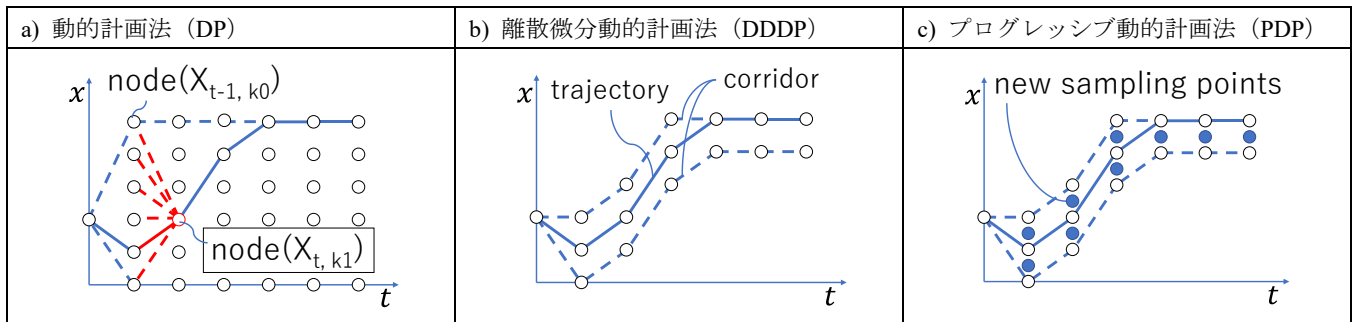 a) 動的計画法（DP）
b) 離散微分動的計画法（DDDP）
c) プログレッシブ動的計画法（PDP）
x
node(X_{t-1, k0})
node(X_{t, k1})
t
x
trajectory
corridor
t
x
new sampling points
t